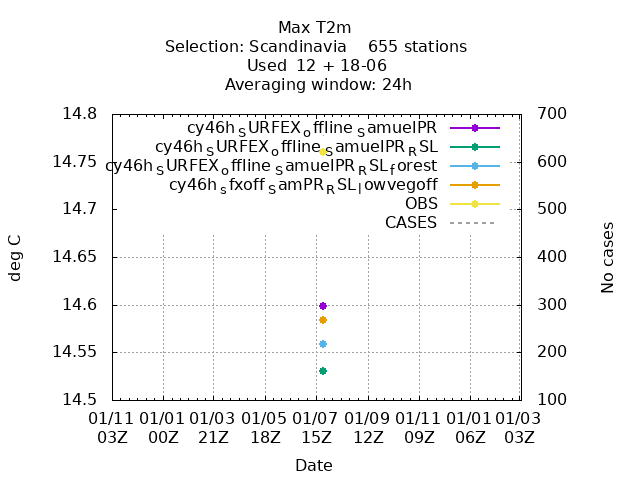 Max T2m
Selection: Scandinavia 655 stations
Used 12 + 18-06
Averaging window: 24h
14.8
14.75
14.7
14.65
14.6
14.55
14.5
deg C
700
600
500
400
300
200
100
No cases
cy46h_SURFEX_offline_SamuelPR
cy46h_SURFEX_offline_SamuelPR_RSL
cy46h_SURFEX_offline_SamuelPR_RSL_forest
cy46h_sfxoff_SamPR_RSL_lowvegoff
OBS
CASES
01/11 01/01 01/03 01/05 01/07 01/09 01/11 01/01 01/03
03Z 00Z 21Z 18Z 15Z 12Z 09Z 06Z 03Z
Date